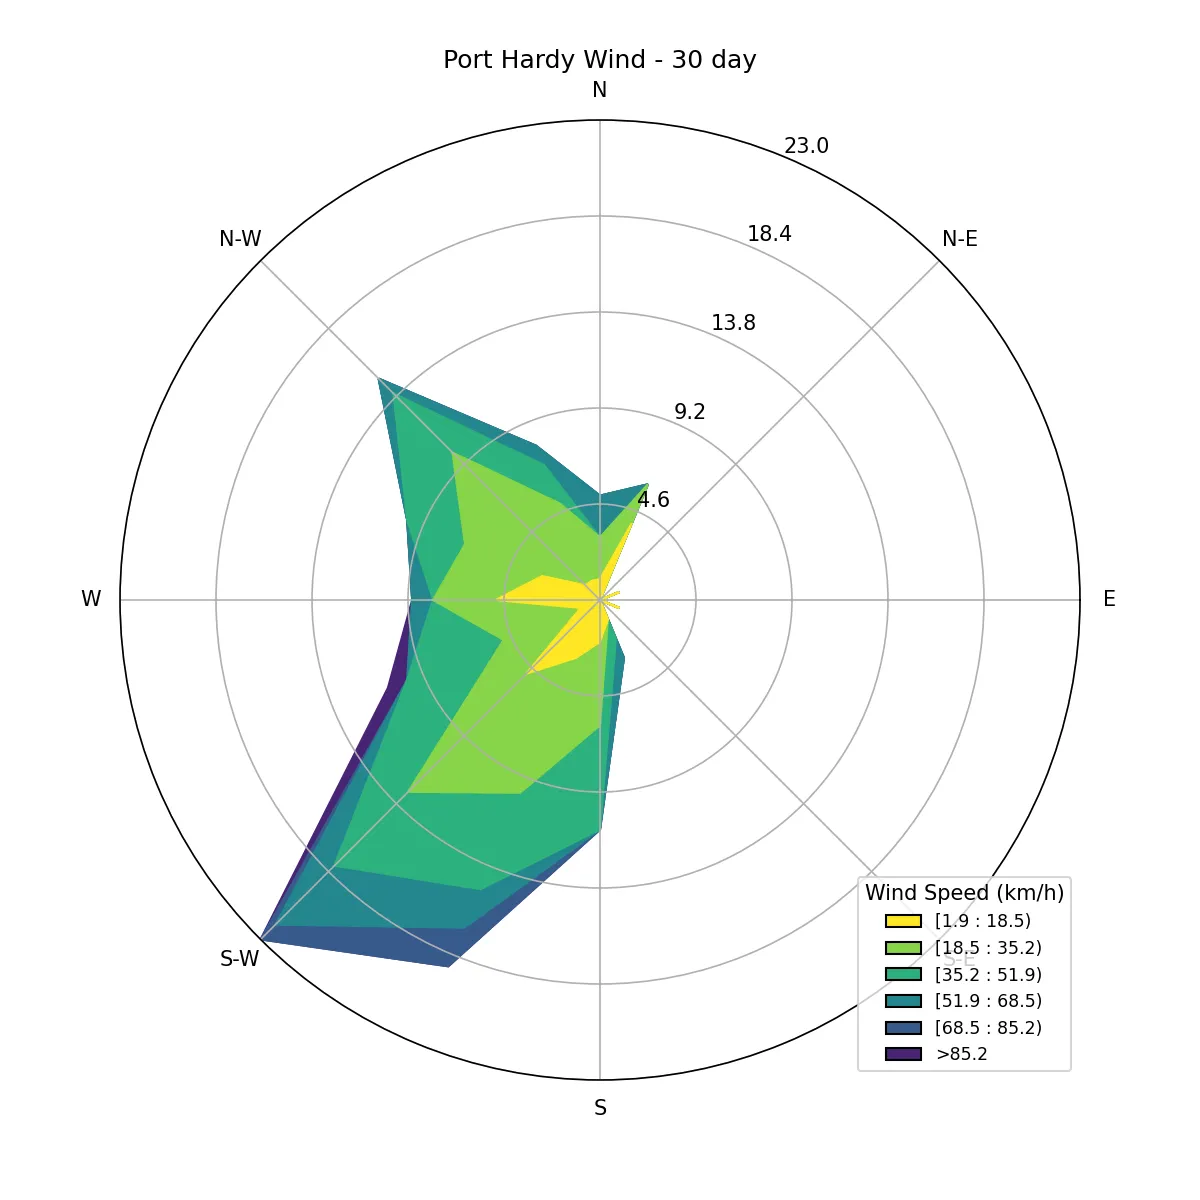 Port Hardy Wind - 30 day
N
23.0
N-W
N-E
18.4
13.8
9.2
4.6
W
E
S-W
S-E
S
Wind Speed (km/h)
[1.9 : 18.5)
[18.5 : 35.2)
[35.2 : 51.9)
[51.9 : 68.5)
[68.5 : 85.2)
>85.2